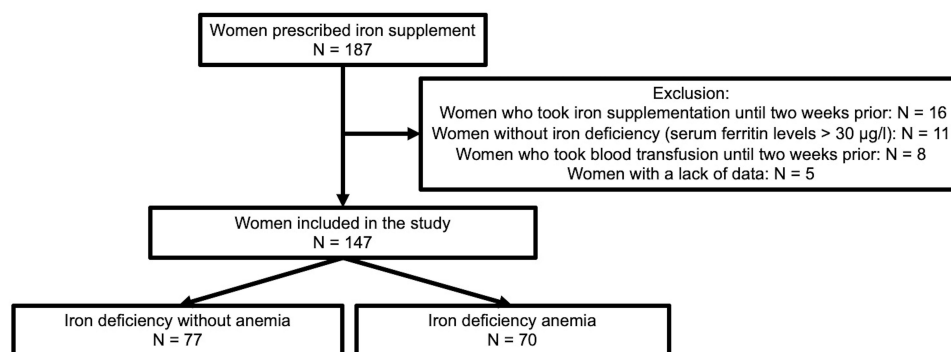 Women prescribed iron supplement
N = 187
Exclusion:
Women who took iron supplementation until two weeks prior: N = 16
Women without iron deficiency (serum ferritin levels > 30 µg/l): N = 11
Women who took blood transfusion until two weeks prior: N = 8
Women with a lack of data: N = 5
Women included in the study
N = 147
Iron deficiency without anemia
N = 77
Iron deficiency anemia
N = 70